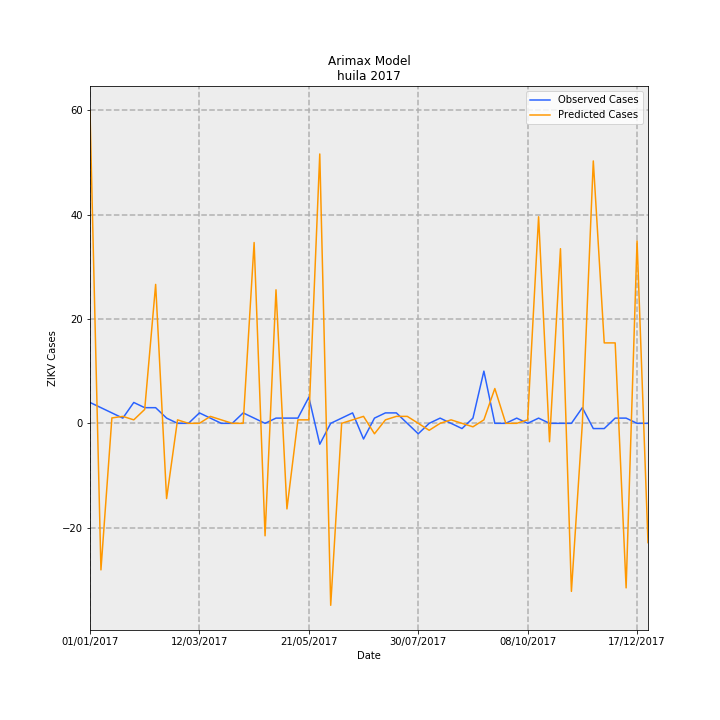 Arimax Model
huila 2017
Observed Cases
Predicted Cases
60
40
20
0
−20
ZIKV Cases
01/01/2017
12/03/2017
21/05/2017
30/07/2017
08/10/2017
17/12/2017
Date